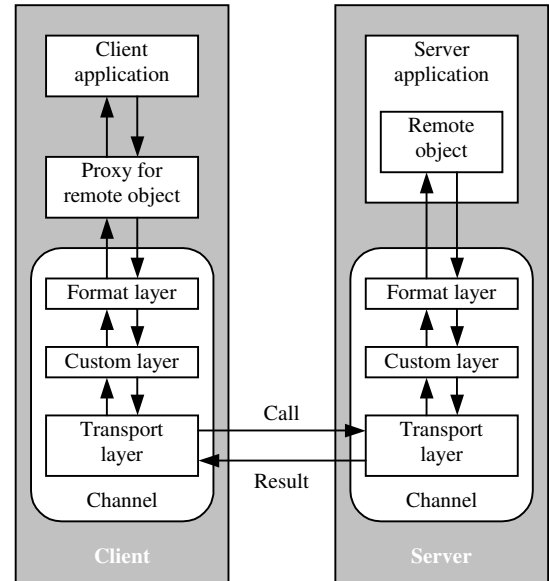 Client
application
Proxy for
remote object
Format layer
Custom layer
Transport
layer
Channel
Client
Call
Result
Server
application
Remote
object
Format layer
Custom layer
Transport
layer
Channel
Server